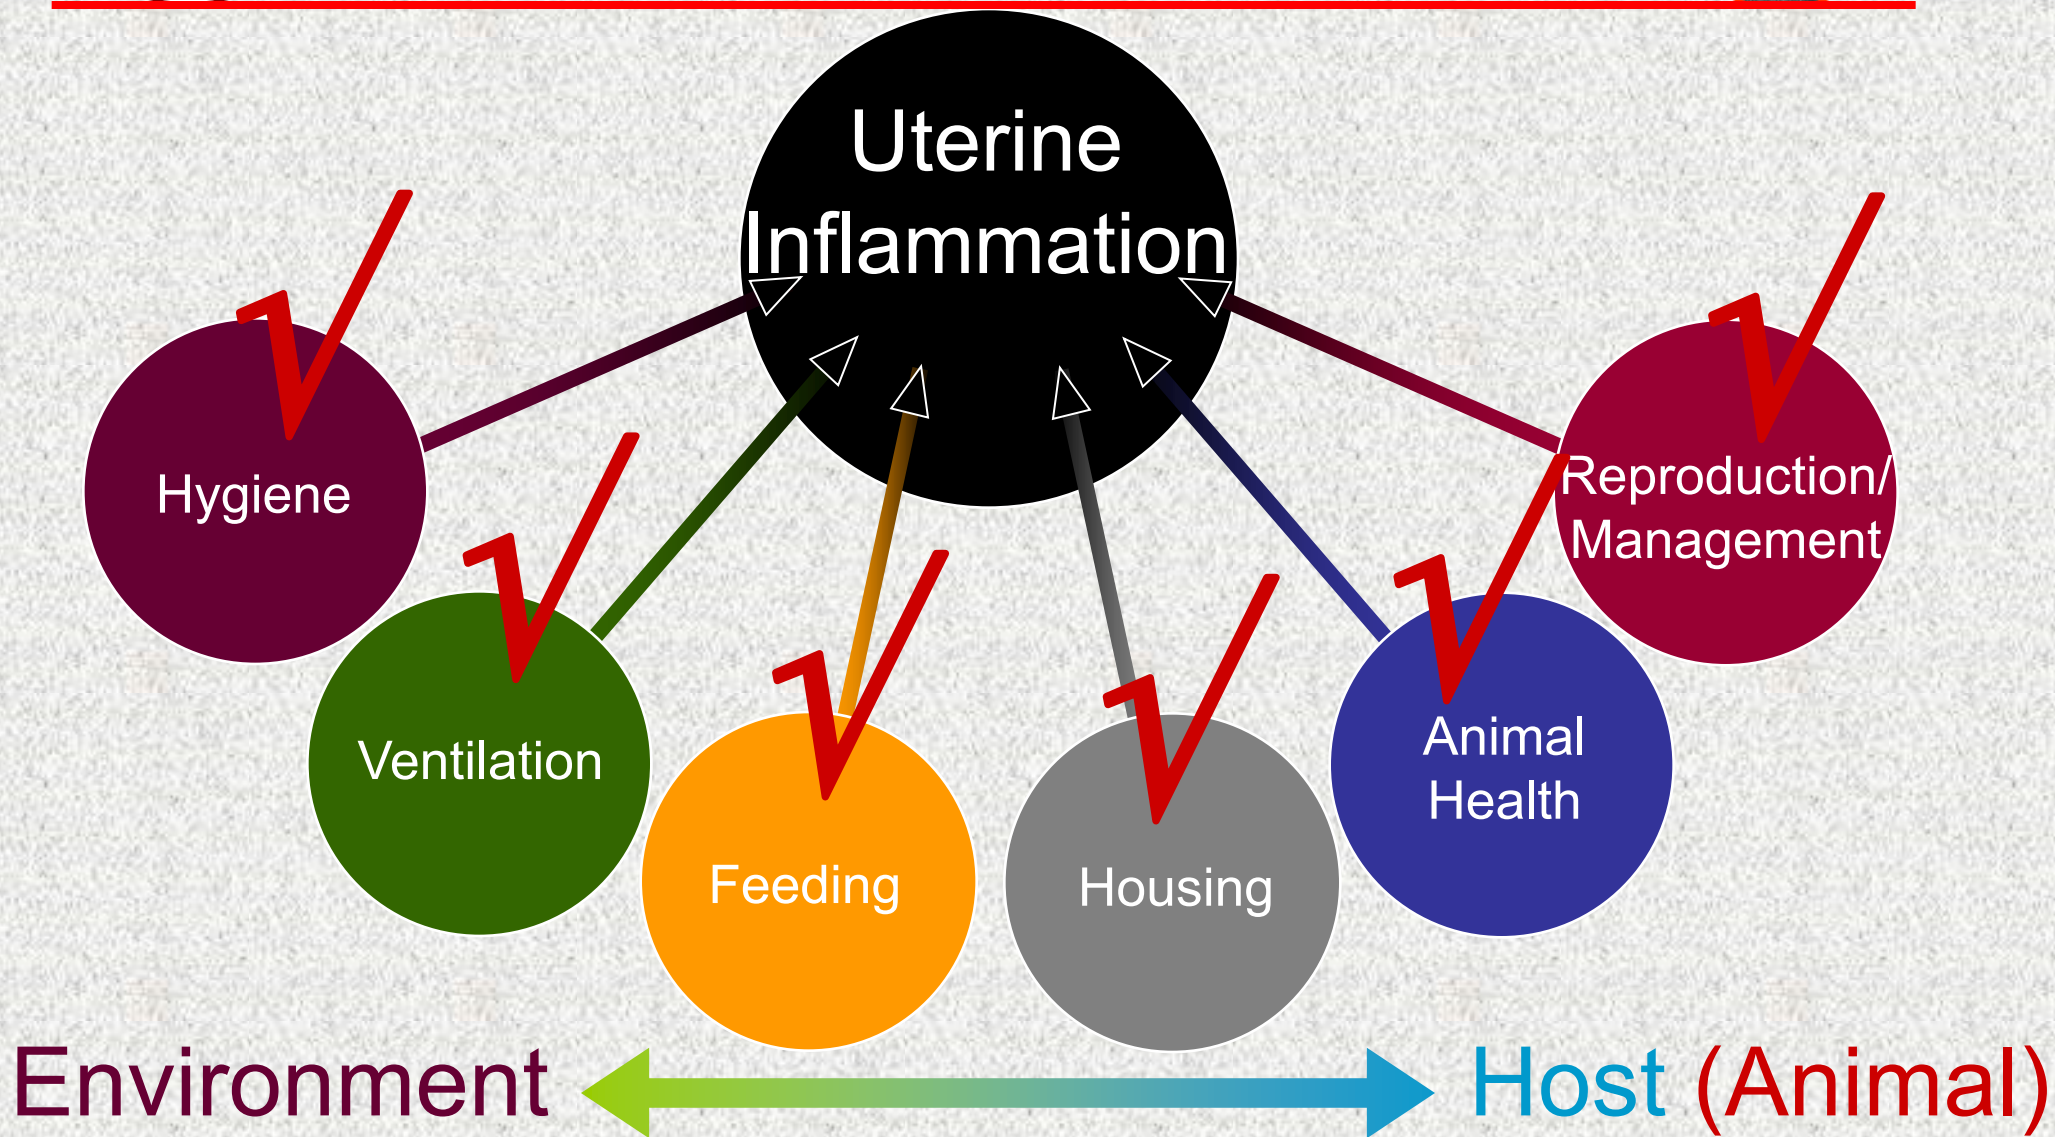 Uterine
Inflammation
Hygiene
Reproduction/
Management
Ventilation
Animal
Health
Feeding
Housing
Environment
Host (Animal)